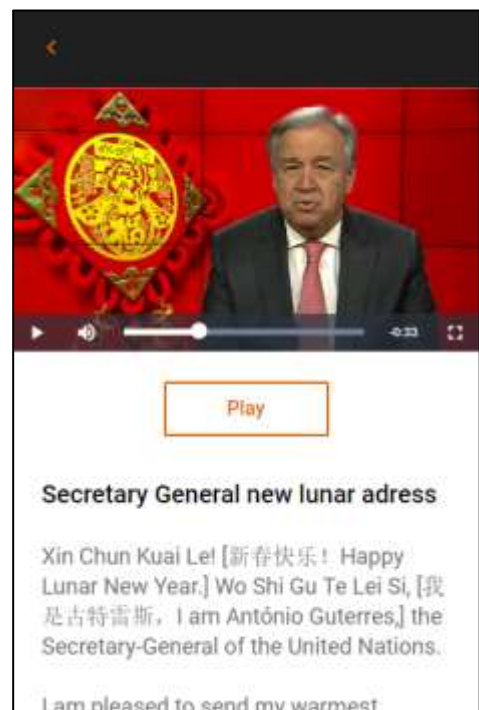 -0:33
Play
Secretary General new lunar adress
Xin Chun Kuai Le! [新春快乐！Happy
Lunar New Year.] Wo Shi Gu Te Lei Si, [我
是古特雷斯，I am António Guterres,] the
Secretary-General of the United Nations.
I am pleased to send my warmest